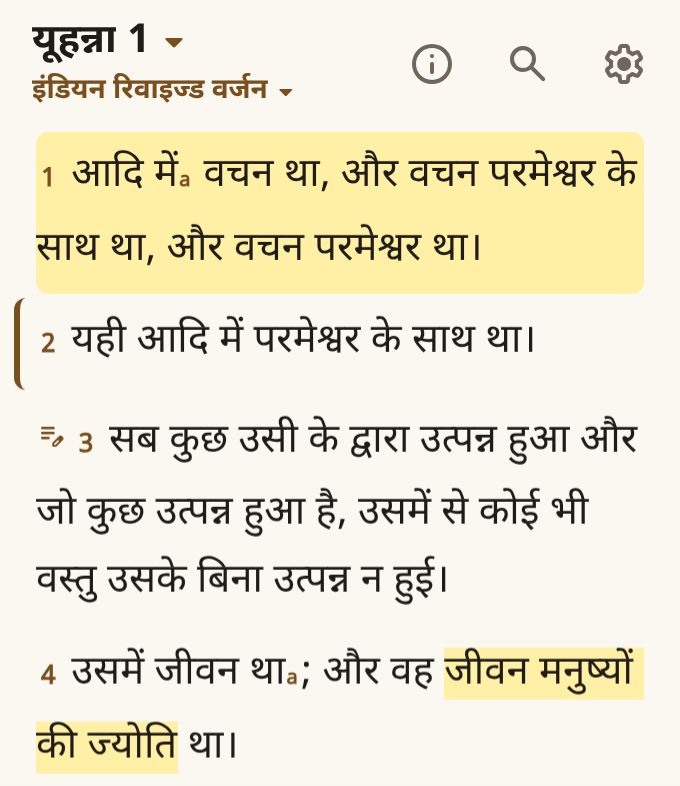 यूहन्ना 1
इंडियन रिवाइज्ड वर्जन
1 आदि मेंa वचन था, और वचन परमेश्वर के
साथ था, और वचन परमेश्वर था।
2 यही आदि में परमेश्वर के साथ था।
3 सब कुछ उसी के द्वारा उत्पन्न हुआ और
जो कुछ उत्पन्न हुआ है, उसमें से कोई भी
वस्तु उसके बिना उत्पन्न न हुई।
4 उसमें जीवन थाa; और वह जीवन मनुष्यों
की ज्योति था।